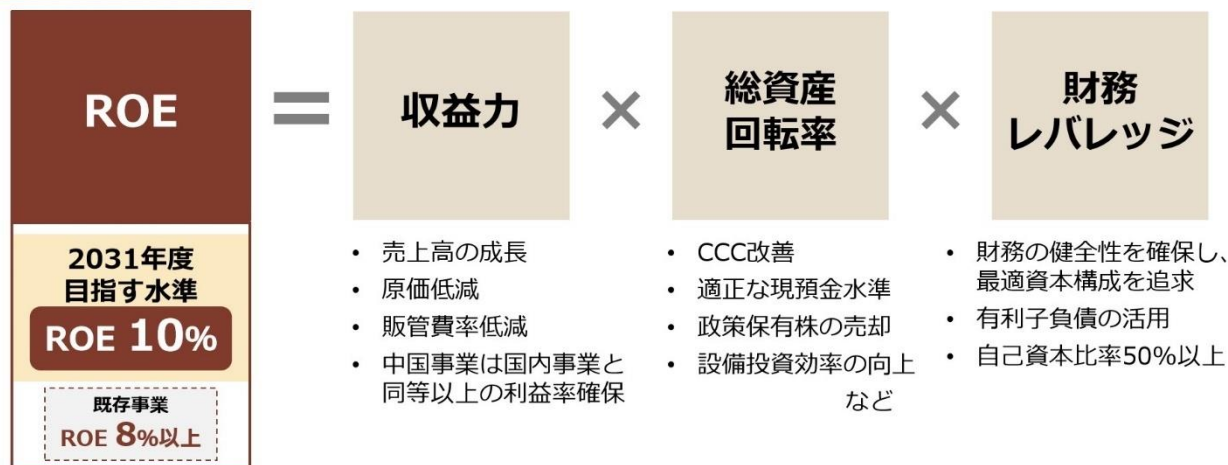 ROE
=
収益力
×
総資産
回転率
×
財務
レバレッジ
2031年度
目指す水準
ROE 10%
既存事業
ROE 8%以上
• 売上高の成長
• 原価低減
• 販管費率低減
• 中国事業は国内事業と
同等以上の利益率確保
• CCC改善
• 適正な現預金水準
• 政策保有株の売却
• 設備投資効率の向上
など
• 財務の健全性を確保し、
最適資本構成を追求
• 有利子負債の活用
• 自己資本比率50%以上